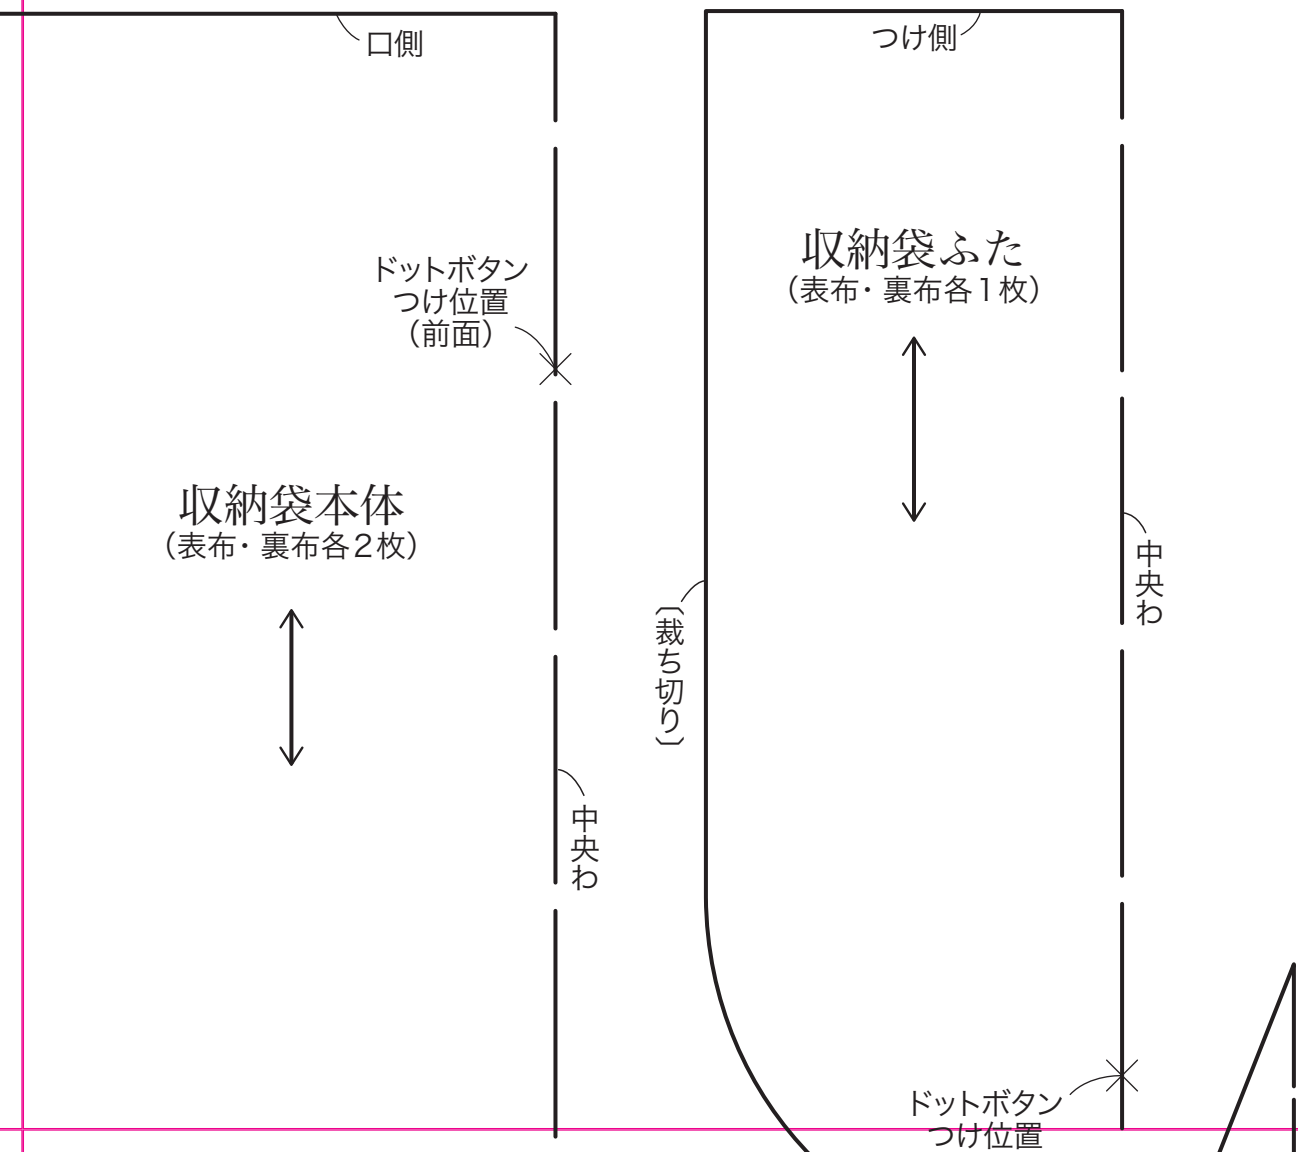 口側
ドットボタン
つけ位置
（前面）
収納袋本体
（表布・裏布各２枚）
中央わ
つけ側
収納袋ふた
（表布・裏布各１枚）
〔裁ち切り〕
中央わ
ドットボタン
つけ位置